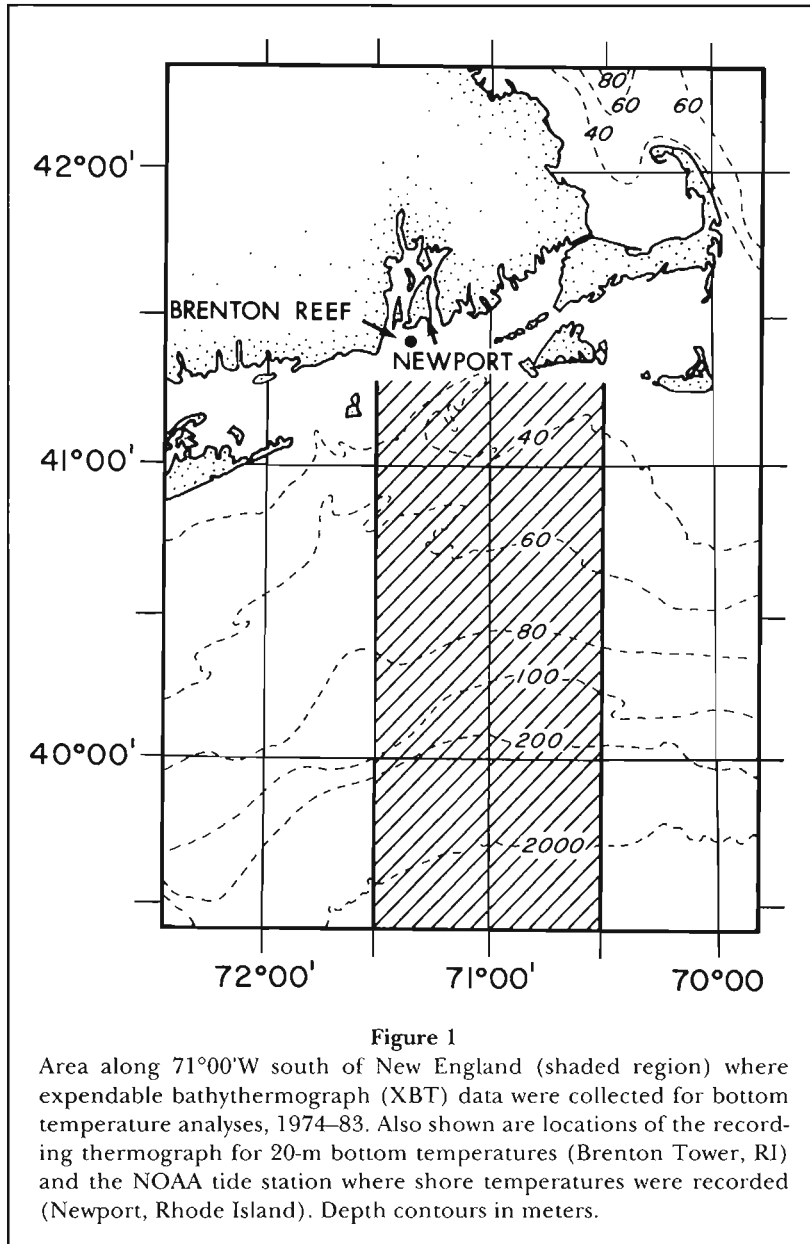 80
60
60
40
42°00'
BRENTON REEF
NEWPORT
41°00'
40
60
80
100
40°00'
200
2000
72°00'
71°00'
70°00'
Figure 1
Area along 71°00'W south of New England (shaded region) where
expendable bathythermograph (XBT) data were collected for bottom
temperature analyses, 1974–83. Also shown are locations of the record-
ing thermograph for 20-m bottom temperatures (Brenton Tower, RI)
and the NOAA tide station where shore temperatures were recorded
(Newport, Rhode Island). Depth contours in meters.